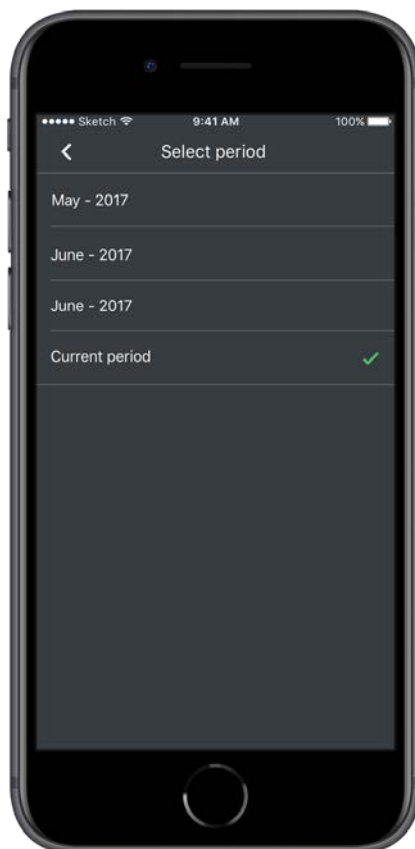 Sketch 9:41 AM 100%
Select period
May - 2017
June - 2017
June - 2017
Current period